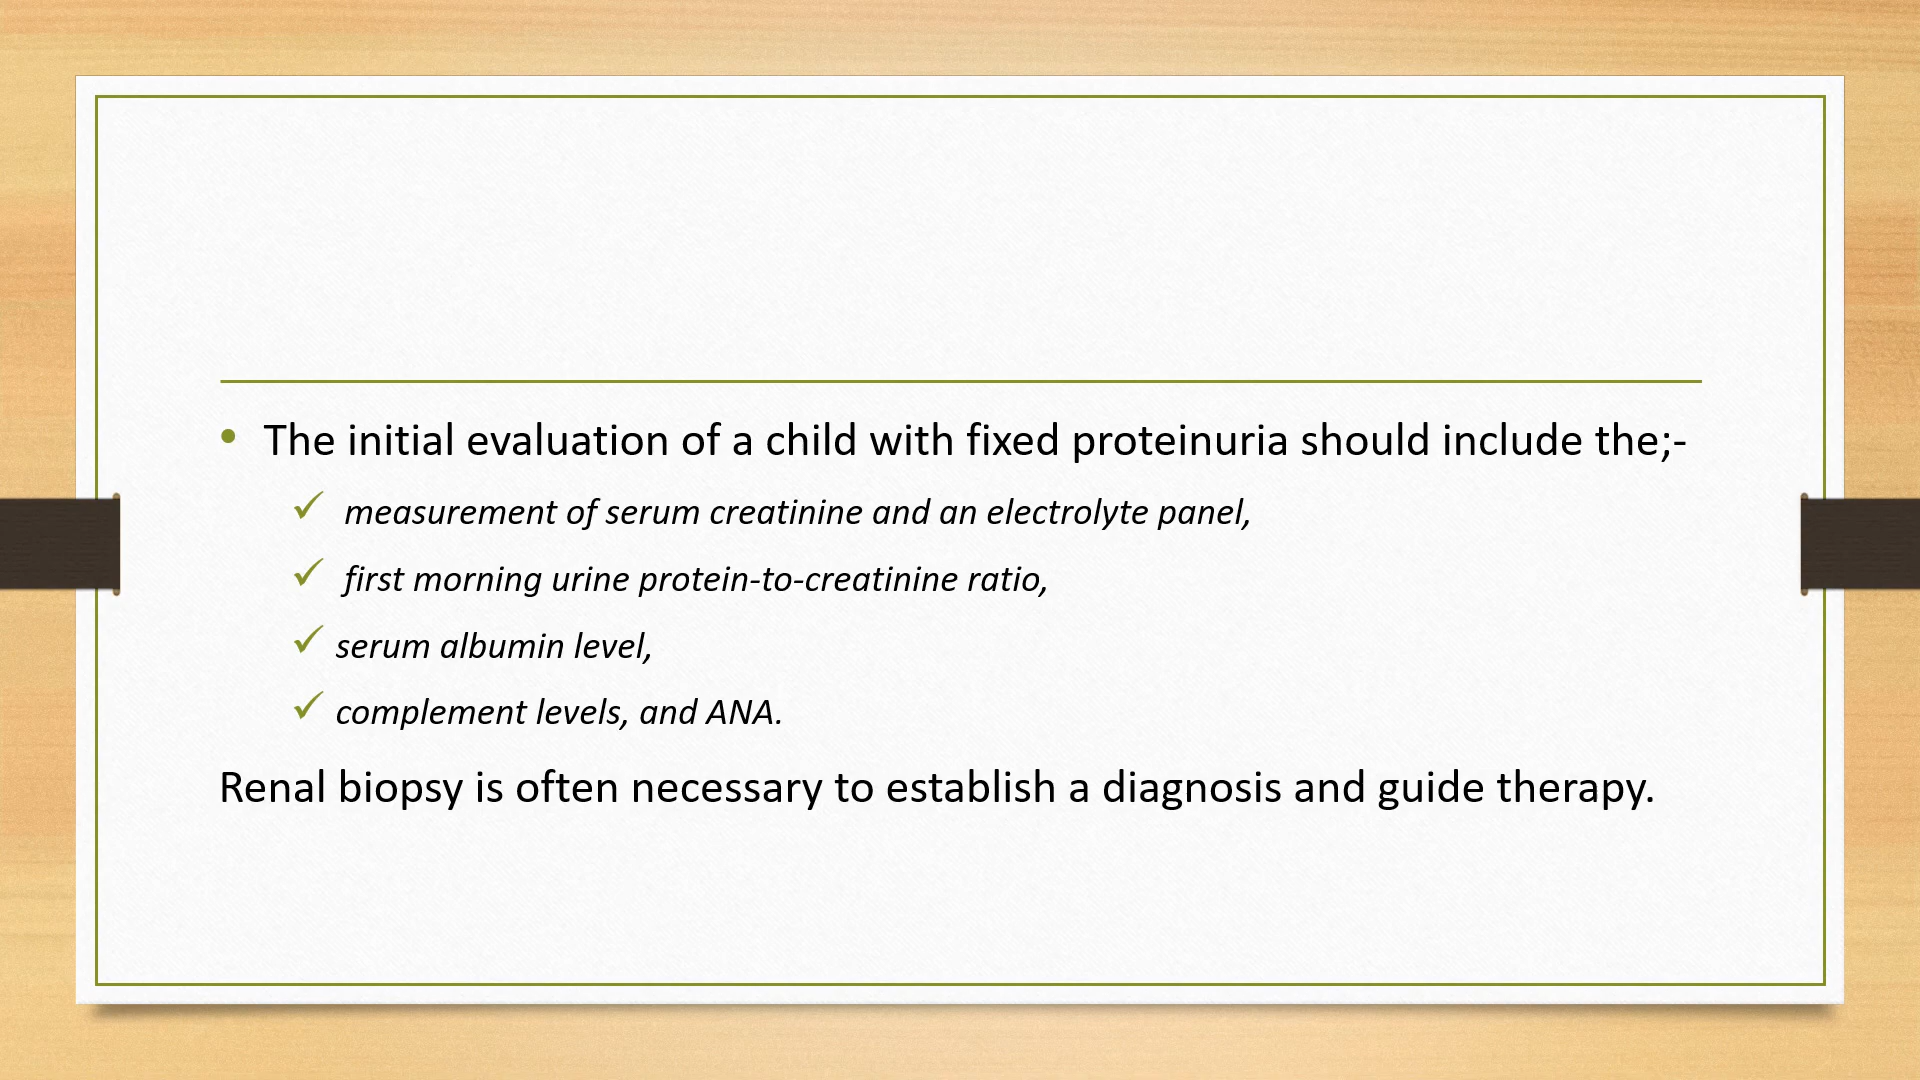 • The initial evaluation of a child with fixed proteinuria should include the;-
✓ measurement of serum creatinine and an electrolyte panel,
✓ first morning urine protein-to-creatinine ratio,
✓ serum albumin level,
✓ complement levels, and ANA.
Renal biopsy is often necessary to establish a diagnosis and guide therapy.